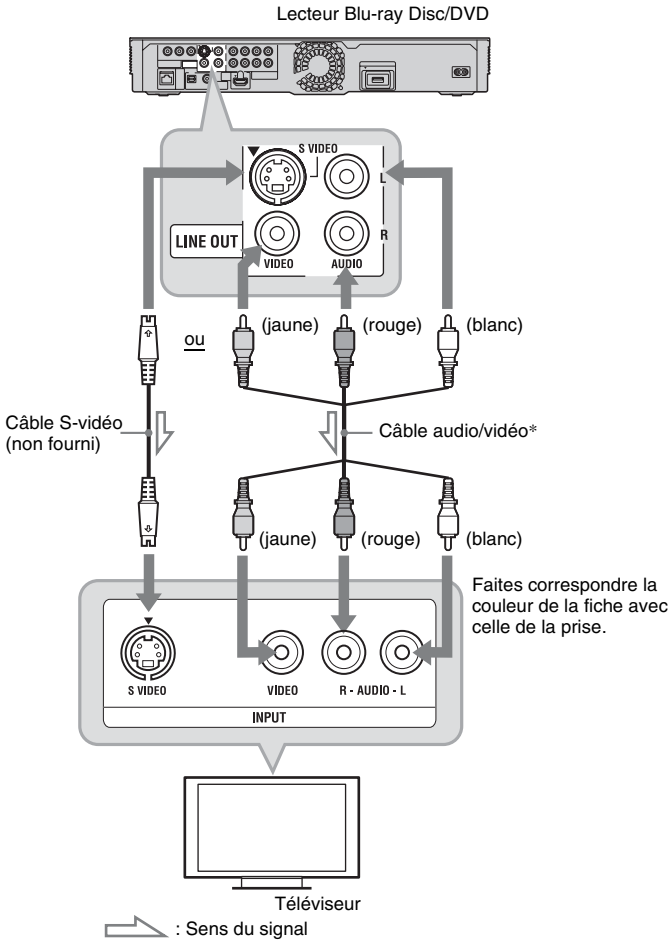 Lecteur Blu-ray Disc/DVD
S VIDEO
L
LINE OUT
R
VIDEO
AUDIO
ou
(jaune)
(rouge)
(blanc)
Câble S-vidéo
(non fourni)
Câble audio/vidéo*
(jaune)
(rouge)
(blanc)
Faites correspondre la
couleur de la fiche avec
celle de la prise.
S VIDEO
VIDEO
R - AUDIO - L
INPUT
Téléviseur
: Sens du signal